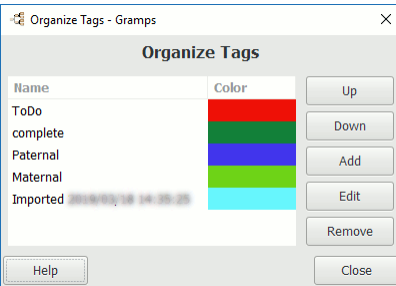 Organize Tags - Gramps
Organize Tags
Name Color
ToDo
complete
Paternal
Maternal
Imported
Up
Down
Add
Edit
Remove
Help
Close